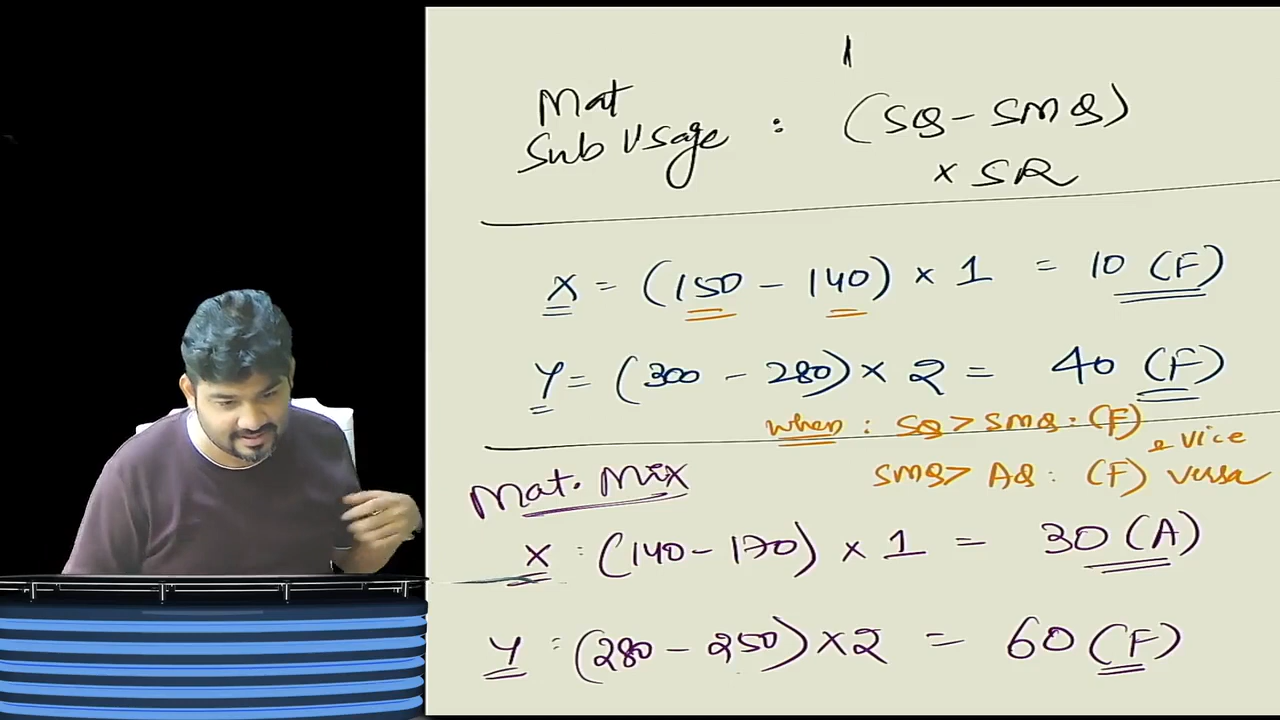 Mat
Sub Usage : (SQ - SMQ)
× SR
X = (150 - 140) × 1 = 10 (F)
Y = (300 - 280) × 2 = 40 (F)
when : SQ > SMQ : (F)
& vice
SMQ > AQ : (F) versa
Mat. Mix
X : (140 - 170) × 1 = 30 (A)
Y : (280 - 250) × 2 = 60 (F)